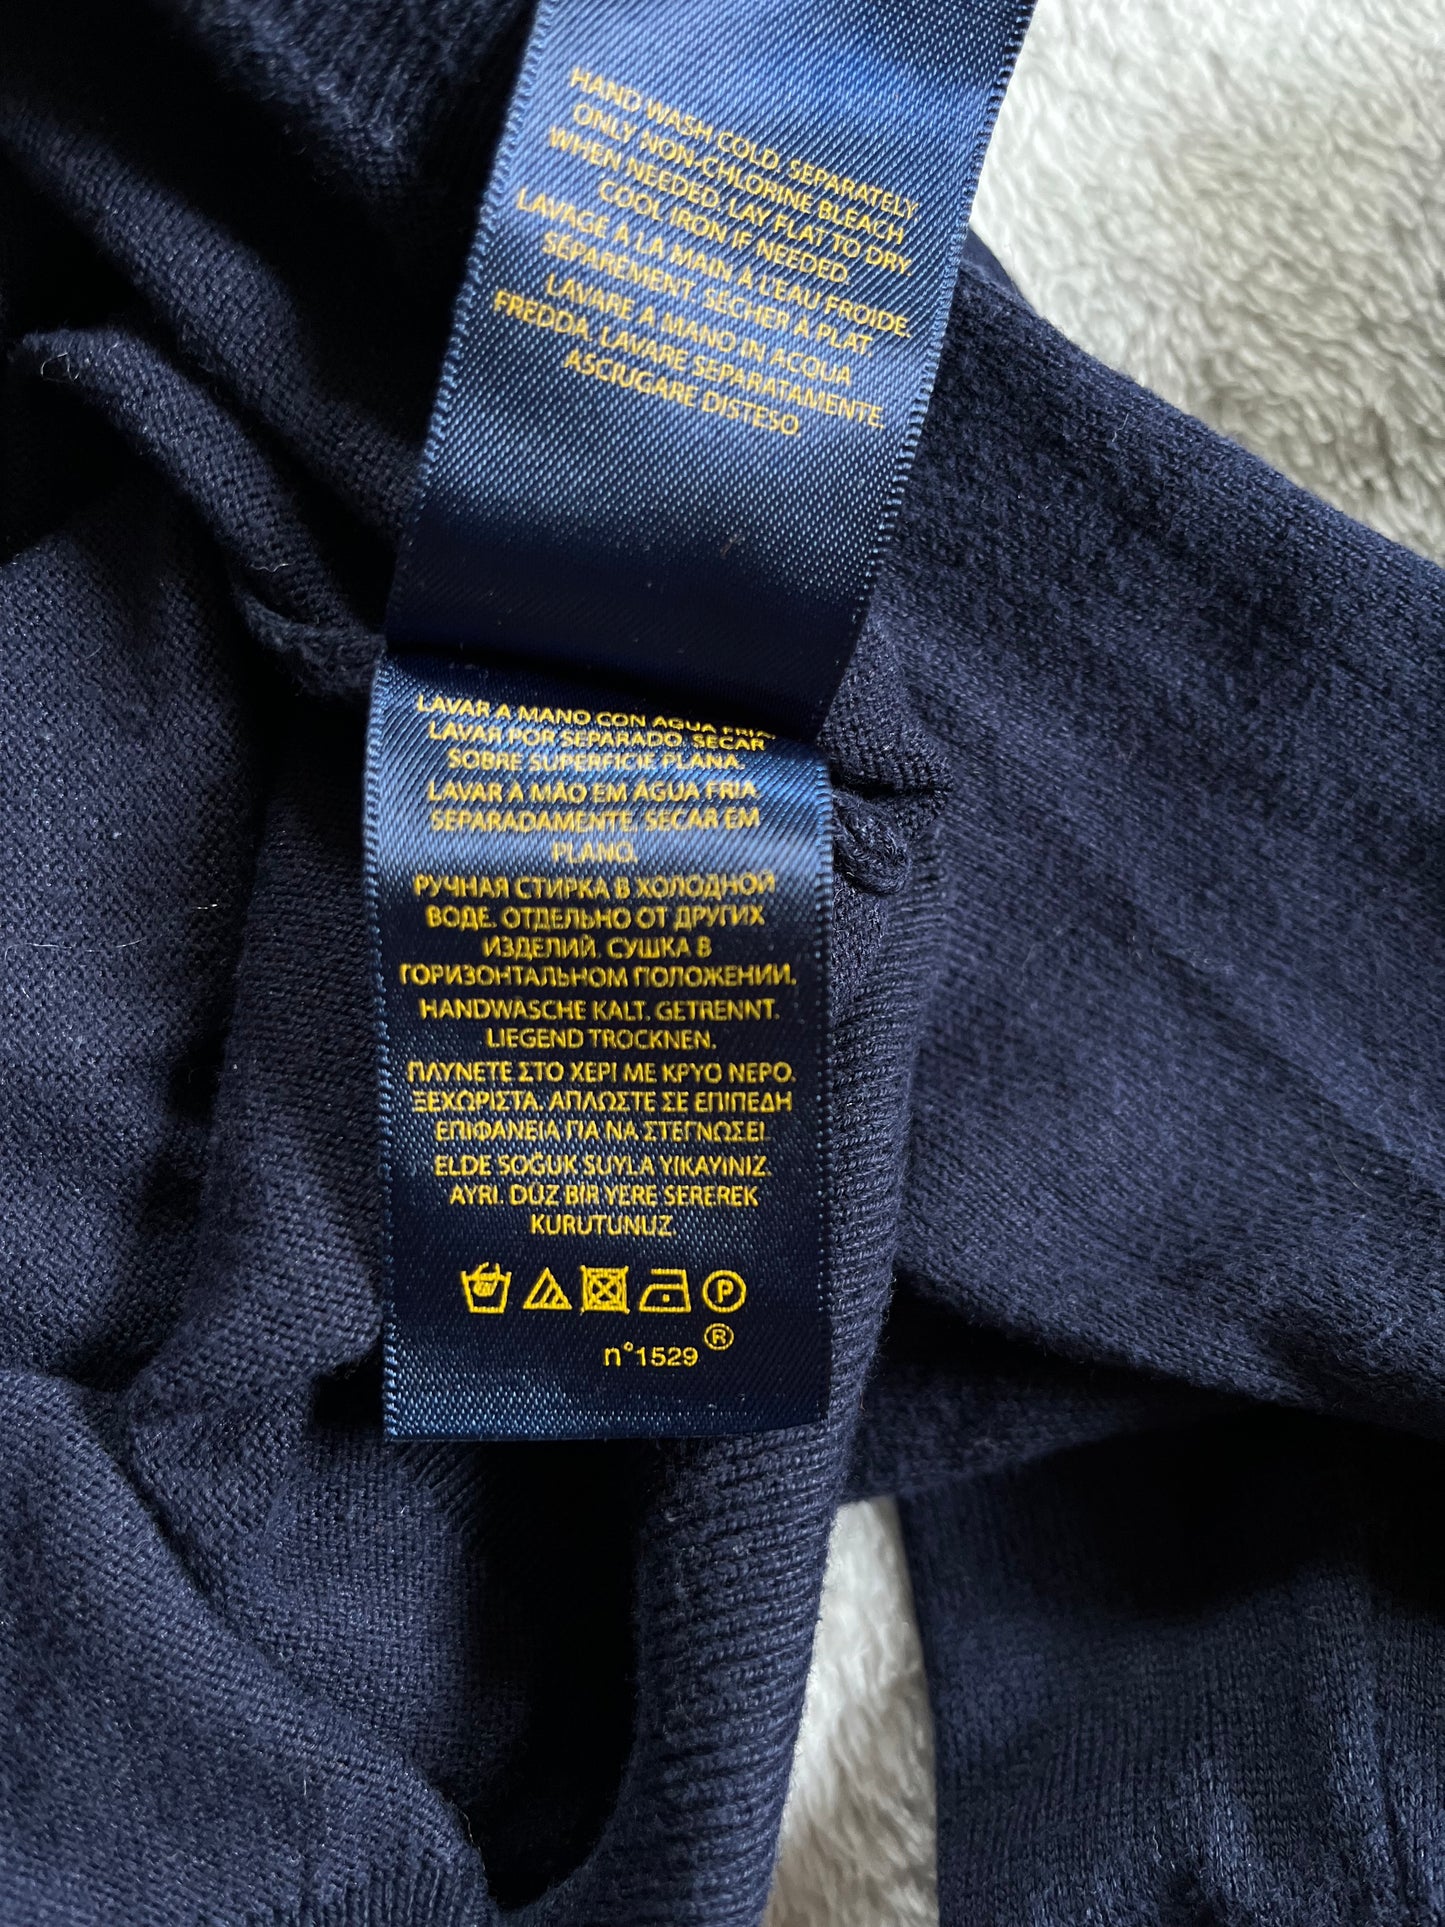 HAND WASH COLD. SEPARATELY.
ONLY NON-CHLORINE BLEACH
WHEN NEEDED. LAY FLAT TO DRY.
COOL IRON IF NEEDED.
LAVAGE À LA MAIN À L'EAU FROIDE.
SÉPAREMENT. SÉCHER À PLAT.
LAVARE A MANO IN ACQUA
FREDDA. LAVARE SEPARATAMENTE.
ASCIUGARE DISTESO.
LAVAR A MANO CON AGUA FRIA.
LAVAR POR SEPARADO. SECAR
SOBRE SUPERFICIE PLANA.
LAVAR À MÃO EM ÁGUA FRIA
SEPARADAMENTE. SECAR EM
PLANO.
РУЧНАЯ СТИРКА В ХОЛОДНОЙ
ВОДЕ. ОТДЕЛЬНО ОТ ДРУГИХ
ИЗДЕЛИЙ. СУШКА В
ГОРИЗОНТАЛЬНОМ ПОЛОЖЕНИИ.
HANDWASCHE KALT. GETRENNT.
LIEGEND TROCKNEN.
ΠΛΥΝΕΤΕ ΣΤΟ ΧΕΡΙ ΜΕ ΚΡΥΟ ΝΕΡΟ.
ΞΕΧΩΡΙΣΤΑ. ΑΠΛΩΣΤΕ ΣΕ ΕΠΙΠΕΔΗ
ΕΠΙΦΑΝΕΙΑ ΓΙΑ ΝΑ ΣΤΕΓΝΩΣΕΙ.
ELDE SOĞUK SUYLA YIKAYINIZ.
AYRI. DÜZ BİR YERE SEREREK
KURUTUNUZ.
P
n°1529 ®